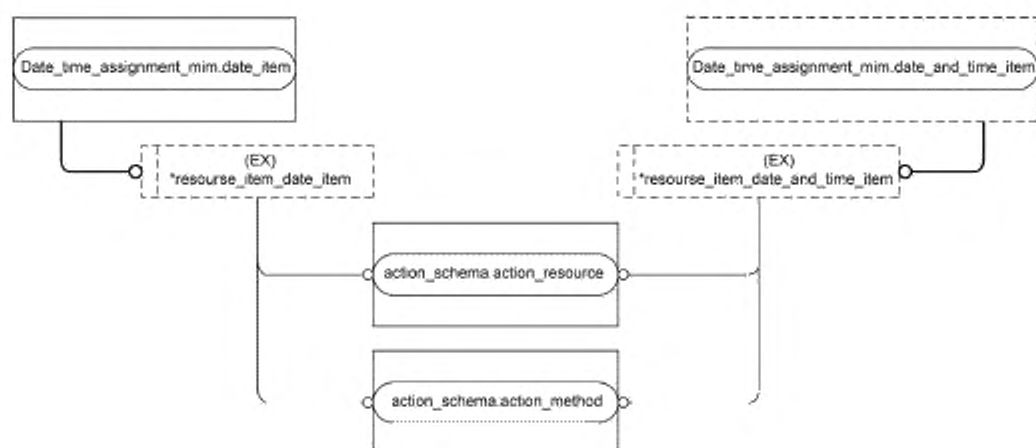 Date_time_assignment_mim.date_item
Date_time_assignment_mim.date_and_time_item
(EX)
*resourse_item_date_item
(EX)
*resourse_item_date_and_time_item
action_schema.action_resource
action_schema.action_method